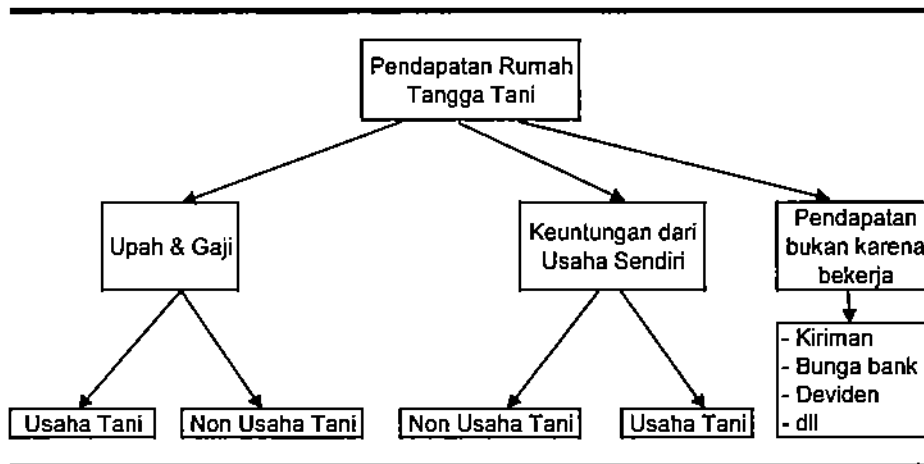 Pendapatan Rumah
Tangga Tani
Upah & Gaji
Keuntungan dari
Usaha Sendiri
Pendapatan
bukan karena
bekerja
- Kiriman
- Bunga bank
- Deviden
- dll
Usaha Tani
Non Usaha Tani
Non Usaha Tani
Usaha Tani